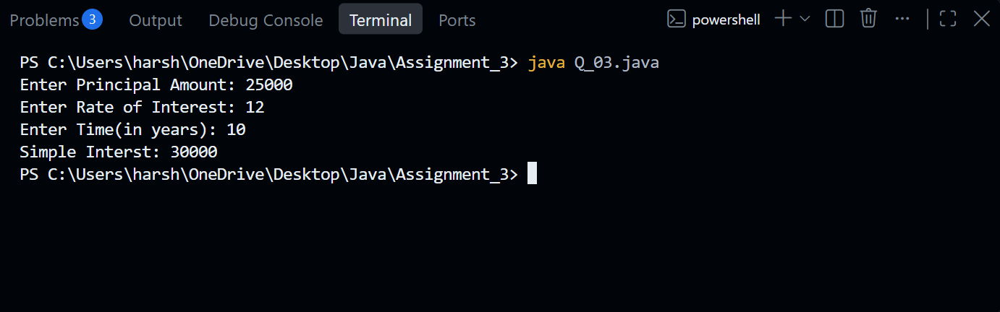 Problems 3 Output Debug Console Terminal Ports powershell
PS C:\Users\harsh\OneDrive\Desktop\Java\Assignment_3> java Q_03.java
Enter Principal Amount: 25000
Enter Rate of Interest: 12
Enter Time(in years): 10
Simple Interst: 30000
PS C:\Users\harsh\OneDrive\Desktop\Java\Assignment_3>